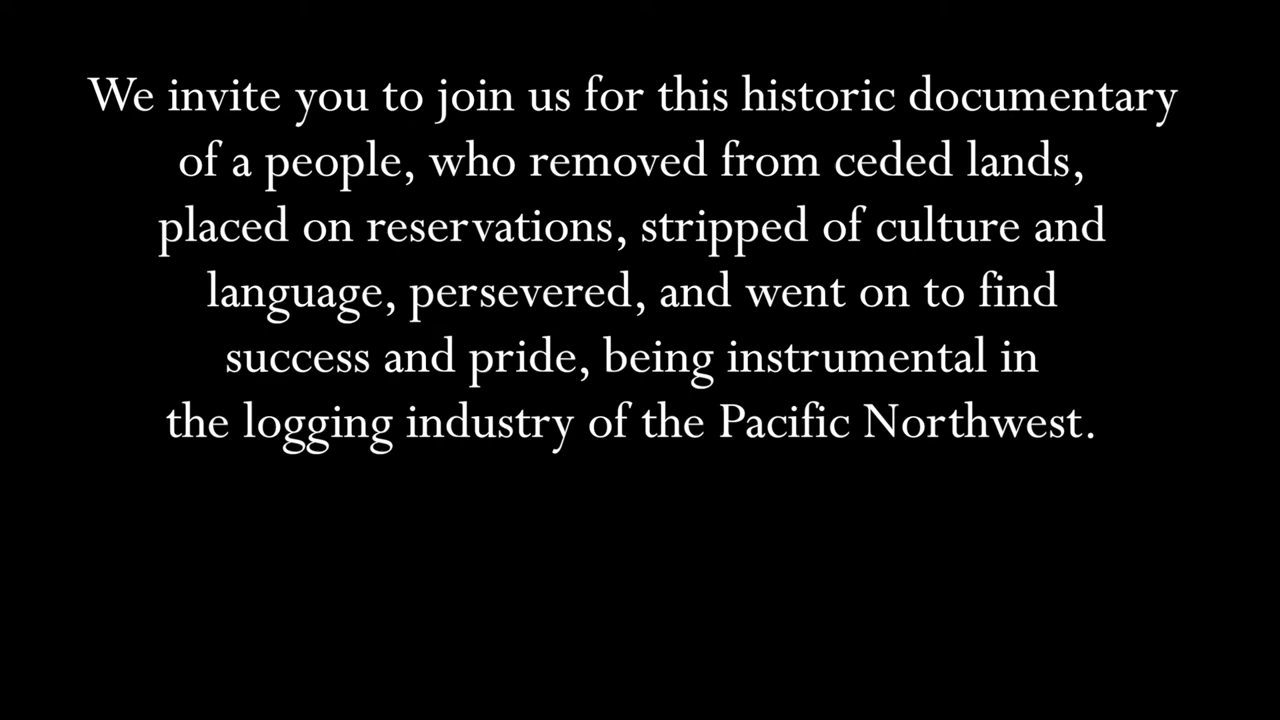 We invite you to join us for this historic documentary
of a people, who removed from ceded lands,
placed on reservations, stripped of culture and
language, persevered, and went on to find
success and pride, being instrumental in
the logging industry of the Pacific Northwest.